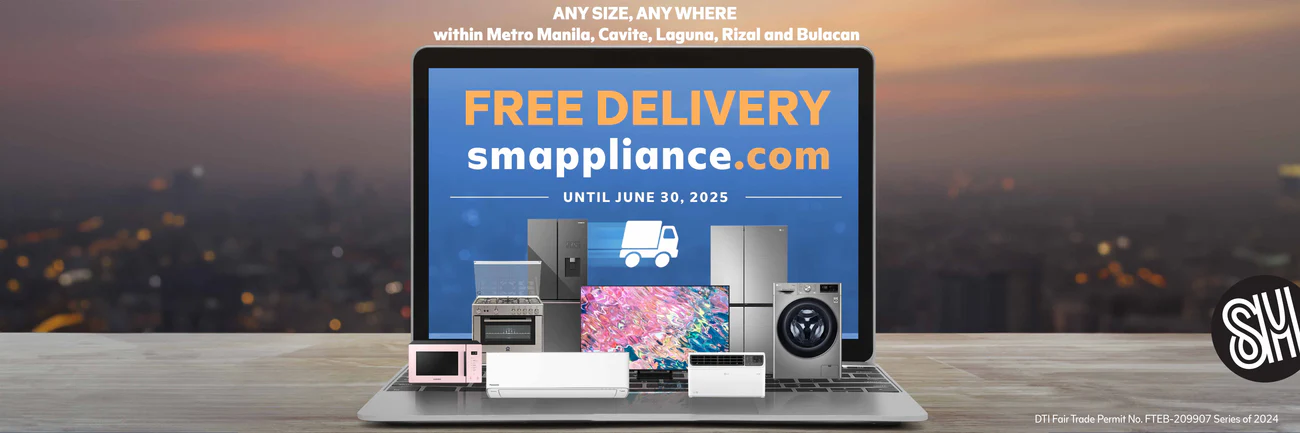 ANY SIZE, ANY WHERE
within Metro Manila, Cavite, Laguna, Rizal and Bulacan
FREE DELIVERY
smappliance.com
UNTIL JUNE 30, 2025
SM
DTI Fair Trade Permit No. FTEB-209907 Series of 2024